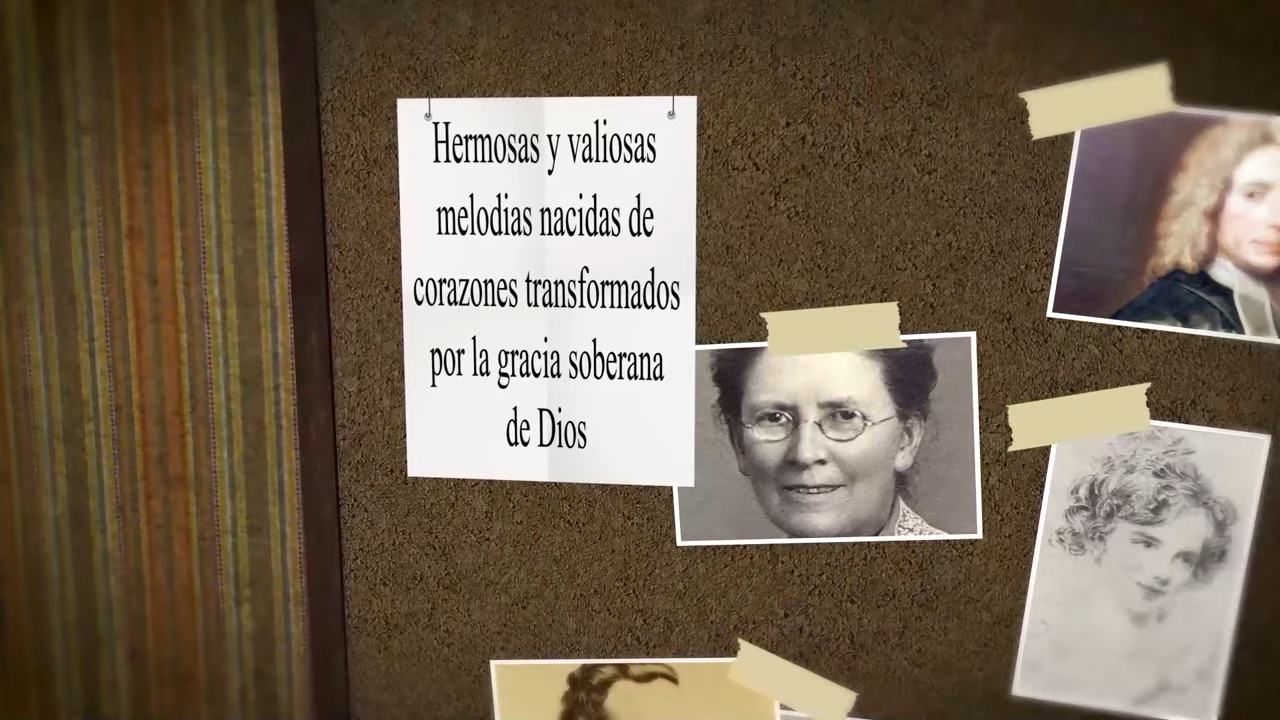 Hermosas y valiosas
melodias nacidas de
corazones transformados
por la gracia soberana
de Dios